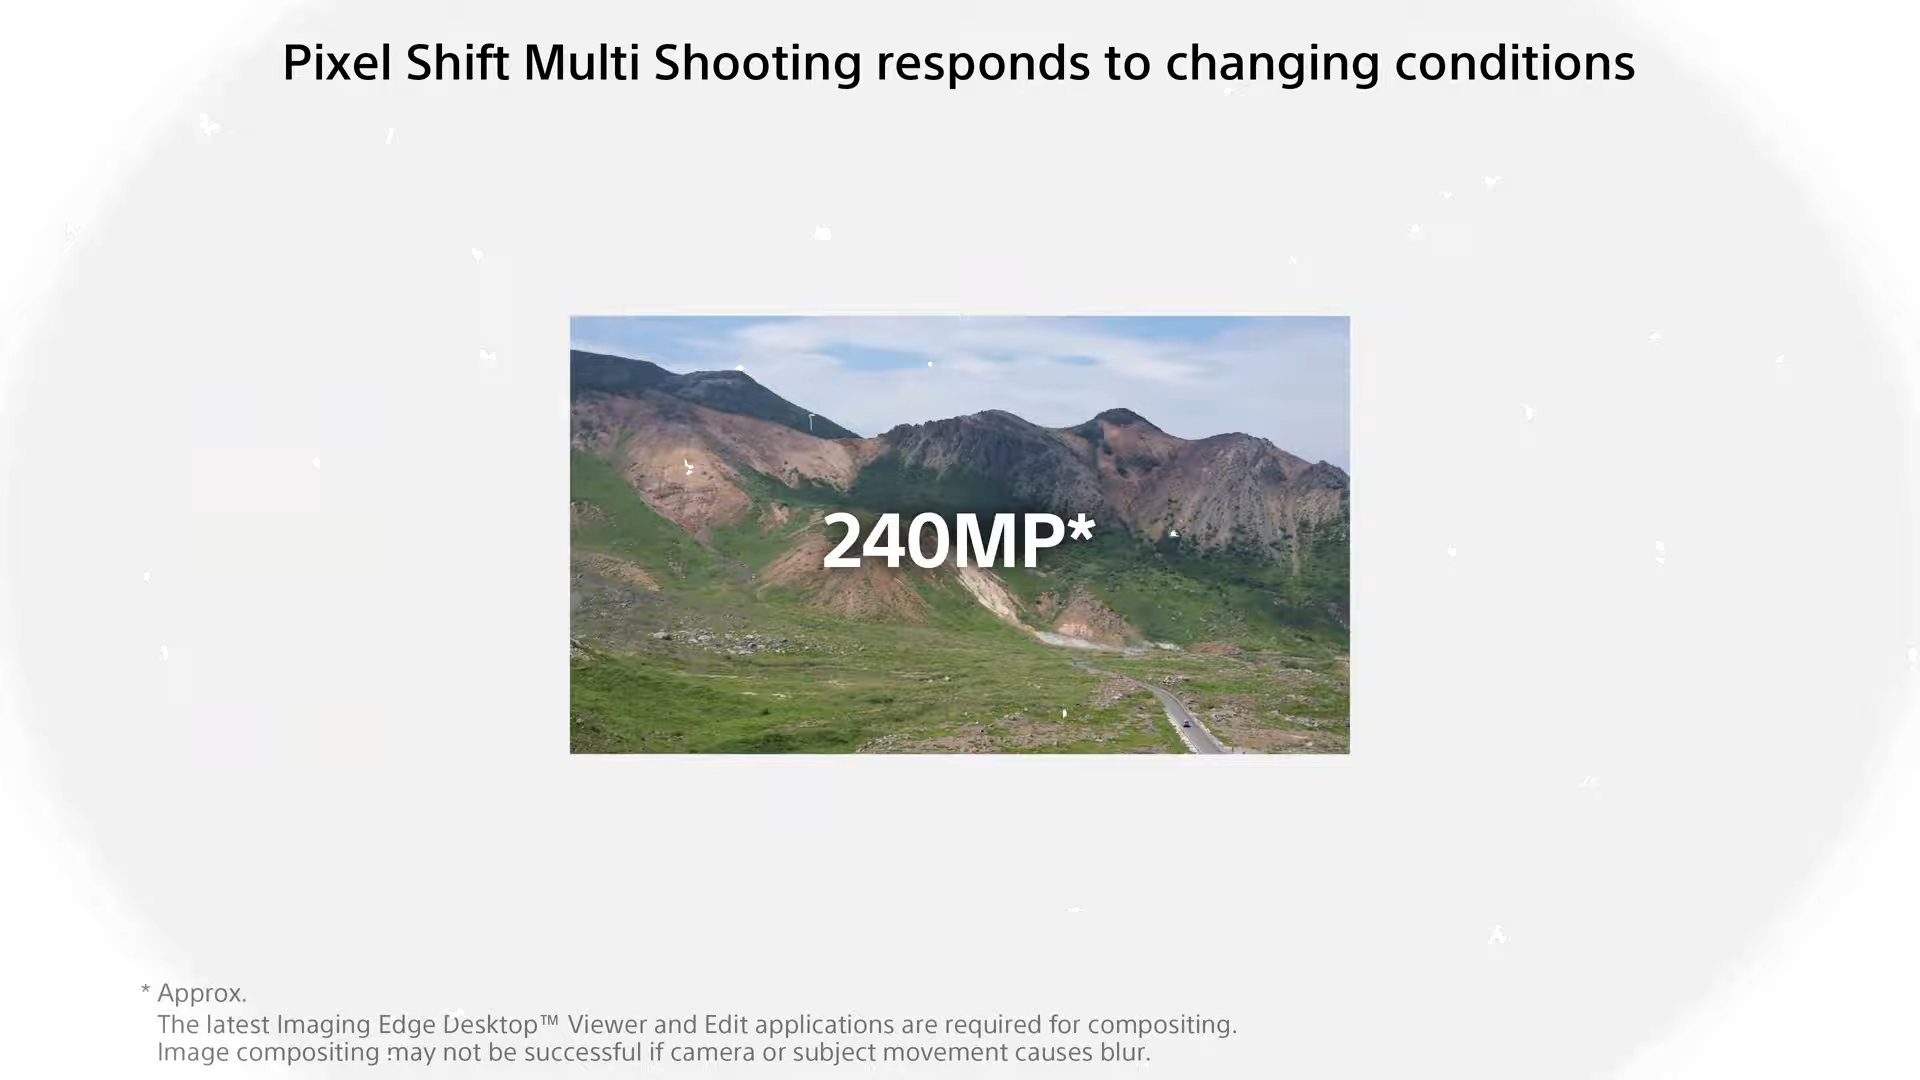 Pixel Shift Multi Shooting responds to changing conditions
240MP*
* Approx.
The latest Imaging Edge Desktop™ Viewer and Edit applications are required for compositing.
Image compositing may not be successful if camera or subject movement causes blur.